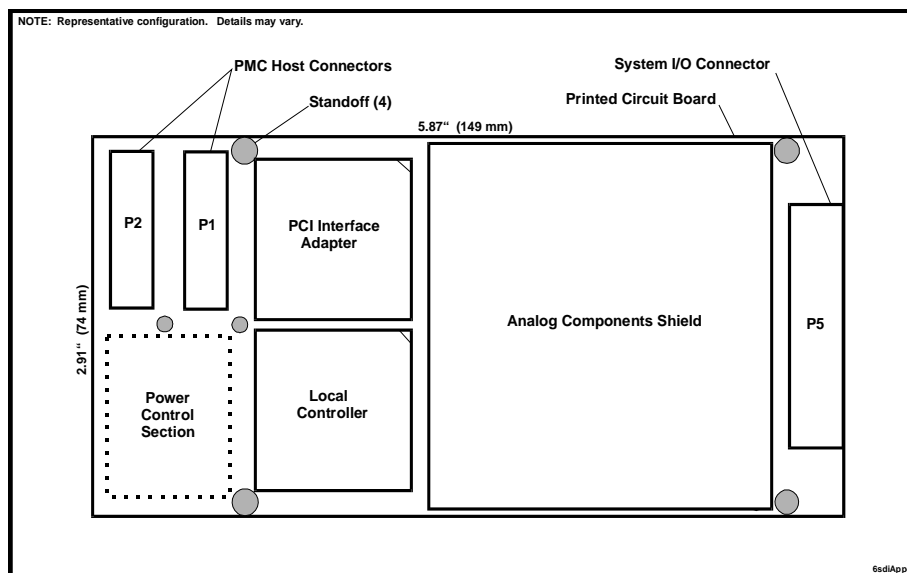 NOTE: Representative configuration. Details may vary.
PMC Host Connectors
System I/O Connector
Standoff (4)
Printed Circuit Board
5.87“ (149 mm)
P2
P1
PCI Interface
Adapter
2.91“ (74 mm)
Analog Components Shield
P5
Power
Control
Section
Local
Controller
6sdiApp